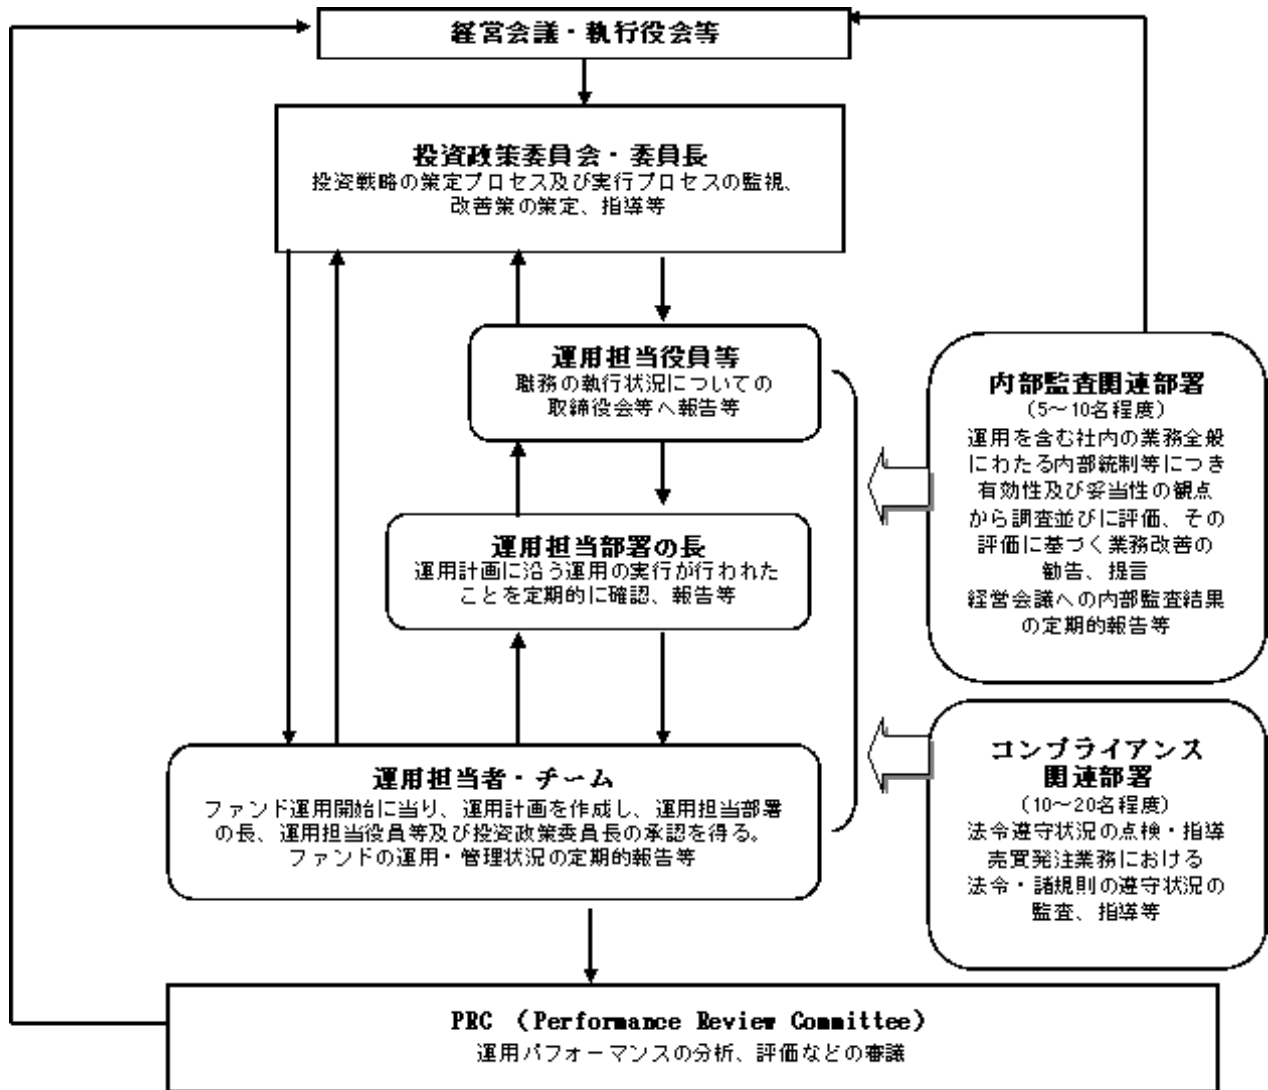 経営会議・執行役会等
投資政策委員会・委員長
投資戦略の策定プロセス及び実行プロセスの監視、
改善策の策定、指導等
運用担当役員等
職務の執行状況についての
取締役会等へ報告等
運用担当部署の長
運用計画に沿う運用の実行が行われた
ことを定期的に確認、報告等
運用担当者・チーム
ファンド運用開始に当り、運用計画を作成し、運用担当部署
の長、運用担当役員等及び投資政策委員長の承認を得る。
ファンドの運用・管理状況の定期的報告等
内部監査関連部署
（5～10名程度）
運用を含む社内の業務全般
にわたる内部統制等につき
有効性及び妥当性の観点
から調査並びに評価、その
評価に基づく業務改善の
勧告、提言
経営会議への内部監査結果
の定期的報告等
コンプライアンス
関連部署
（10～20名程度）
法令遵守状況の点検・指導
売買発注業務における
法令・諸規則の遵守状況の
監査、指導等
PRC （Performance Review Committee）
運用パフォーマンスの分析、評価などの審議